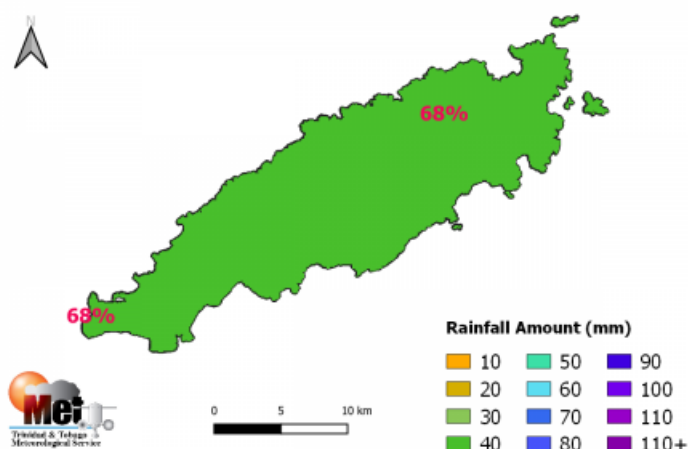 N
68%
68%
Rainfall Amount (mm)
10 50 90
20 60 100
30 70 110
40 80 110+
0 5 10 km
Met
Trinidad & Tobago
Meteorological Service